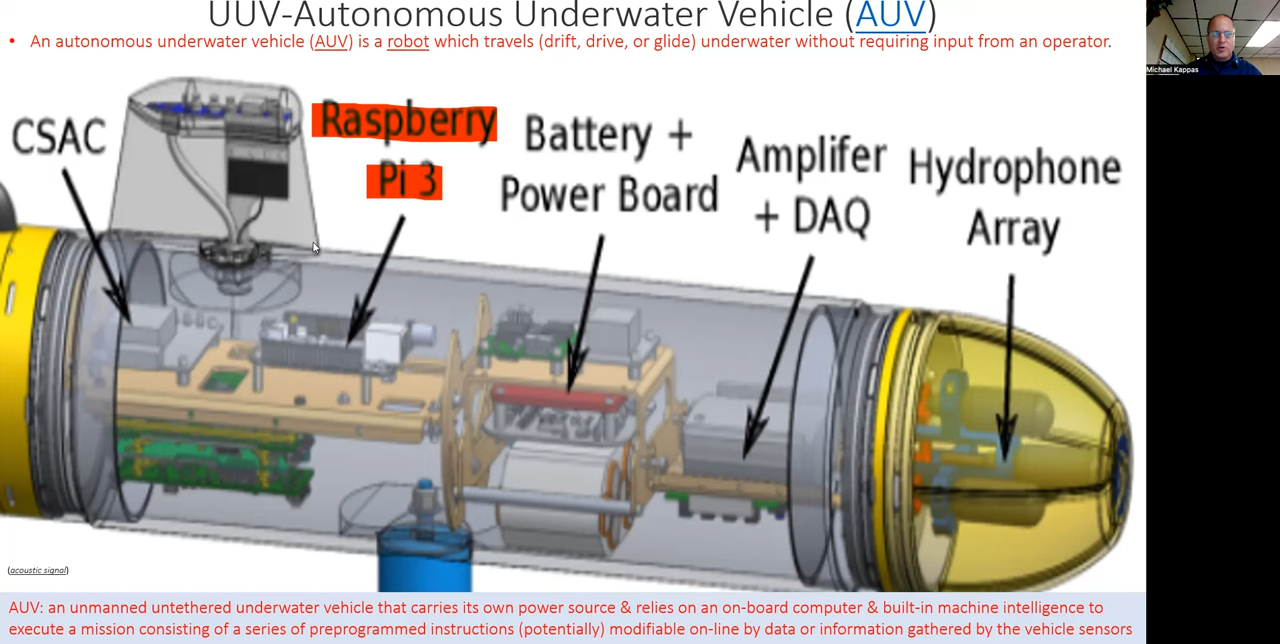 UUV-Autonomous Underwater Vehicle (AUV)
• An autonomous underwater vehicle (AUV) is a robot which travels (drift, drive, or glide) underwater without requiring input from an operator.
Michael Kappas
CSAC
Raspberry
Pi 3
Battery +
Power Board
Amplifer
+ DAQ
Hydrophone
Array
(acoustic signal)
AUV: an unmanned untethered underwater vehicle that carries its own power source & relies on an on-board computer & built-in machine intelligence to
execute a mission consisting of a series of preprogrammed instructions (potentially) modifiable on-line by data or information gathered by the vehicle sensors